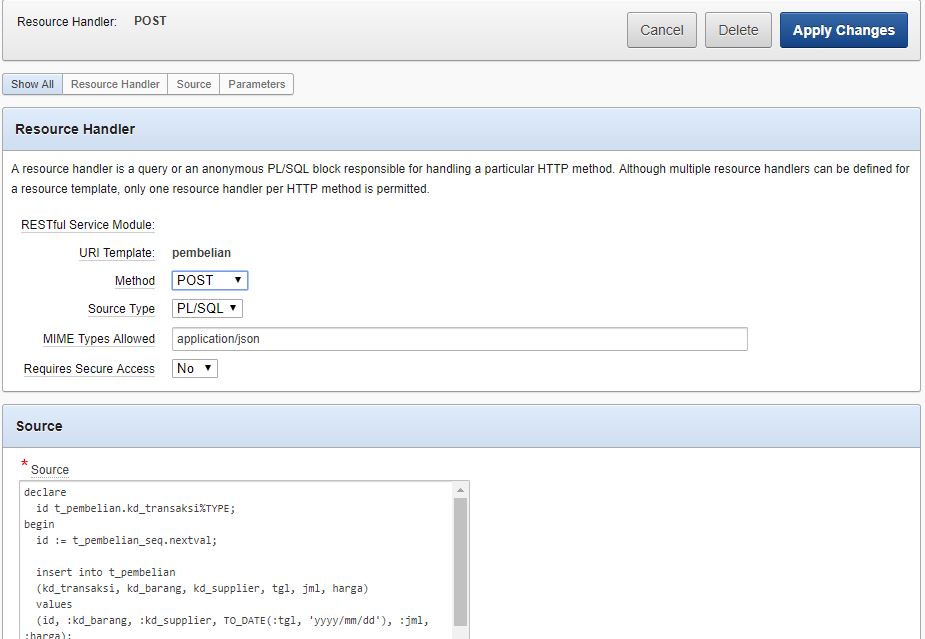 Resource Handler: POST
Cancel Delete Apply Changes
Show All Resource Handler Source Parameters
Resource Handler
A resource handler is a query or an anonymous PL/SQL block responsible for handling a particular HTTP method. Although multiple resource handlers can be defined for
a resource template, only one resource handler per HTTP method is permitted.
RESTful Service Module:
URI Template: pembelian
Method POST
Source Type PL/SQL
MIME Types Allowed application/json
Requires Secure Access No
Source
* Source
declare
id t_pembelian.kd_transaksi%TYPE;
begin
id := t_pembelian_seq.nextval;
insert into t_pembelian
(kd_transaksi, kd_barang, kd_supplier, tgl, jml, harga)
values
(id, :kd_barang, :kd_supplier, TO_DATE(:tgl, 'yyyy/mm/dd'), :jml,
:harga);